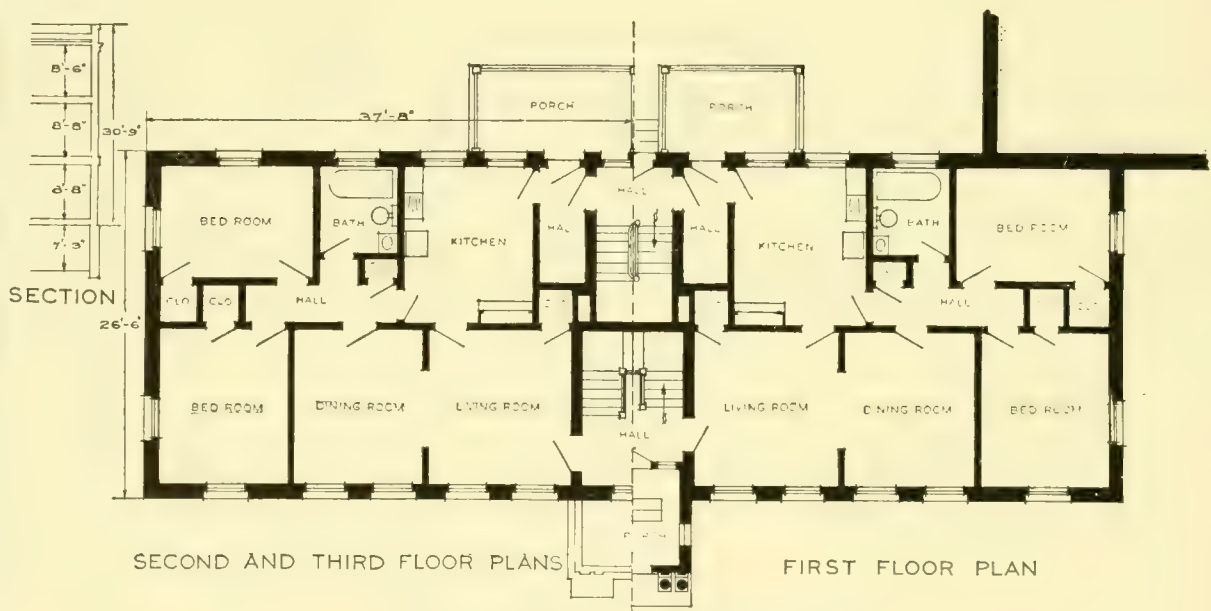 8'-6"
8'-8"
30'-9"
8'-8"
7'-3"
SECTION
37'-8"
26'-6"
PORCH
PORCH
HALL
BED ROOM
BATH
KITCHEN
HAL
HALL
KITCHEN
BATH
BED ROOM
CLO
CLO
HALL
HALL
BED ROOM
DINING ROOM
LIVING ROOM
HALL
LIVING ROOM
DINING ROOM
BED ROOM
PORCH
SECOND AND THIRD FLOOR PLANS
FIRST FLOOR PLAN